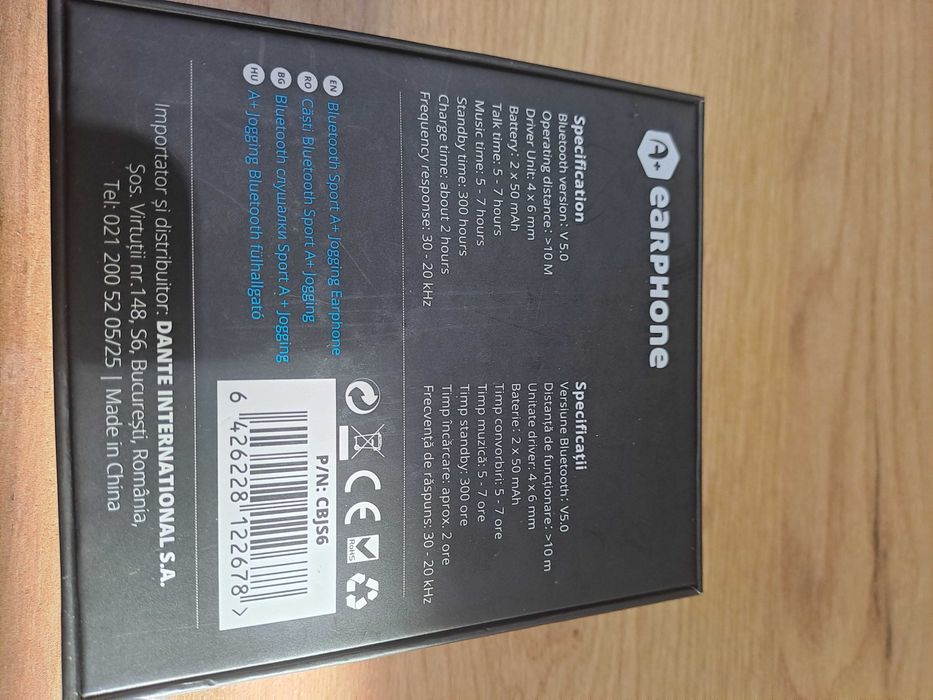 A+ EARPHONE
Specification
Bluetooth version: V 5.0
Operating distance: >10 M
Driver Unit: 4 x 6 mm
Battery: 2 x 50 mAh
Talk time: 5 - 7 hours
Music time: 5 - 7 hours
Standby time: 300 hours
Charge time: about 2 hours
Frequency response: 30 - 20 kHz
Specificații
Versiune Bluetooth: V5.0
Distanță de funcționare: >10 m
Unitate driver: 4 x 6 mm
Baterie: 2 x 50 mAh
Timp convorbiri: 5 - 7 ore
Timp muzică: 5 - 7 ore
Timp standby: 300 ore
Timp încărcare: aprox. 2 ore
Frecvență de răspuns: 30 - 20 kHz
EN Bluetooth Sport A+ Jogging Earphone
RO Căsti Bluetooth Sport A+ Jogging
BG Bluetooth слушалки Sport A + Jogging
HU A+ Jogging Bluetooth fülhallgató
CE
RoHS
P/N: CBJS6
6 426228 122678 >
Importator și distribuitor: DANTE INTERNATIONAL S.A.
Șos. Virtuții nr.148, S6, București, România,
Tel: 021 200 52 05/25 | Made in China